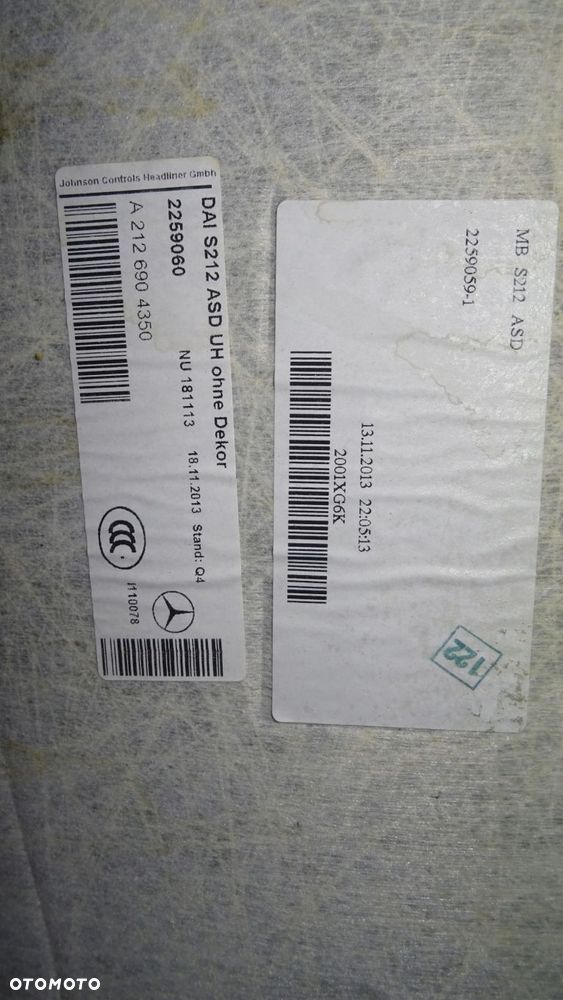 Johnson Controls Headliner Gmbh
DAI S212 ASD UH ohne Dekor
2259060
NU 181113
18.11.2013 Stand: Q4
A 212 690 4350
CCC
I110078
MB S212 ASD
2259059-1
13.11.2013 22:05:13
2001XG6K
122
OTOMOTO